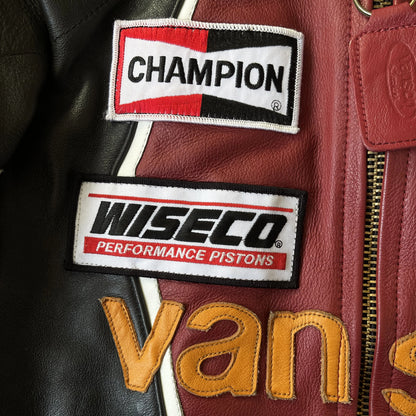 CHAMPION
®
WISECO®
PERFORMANCE PISTONS
vans